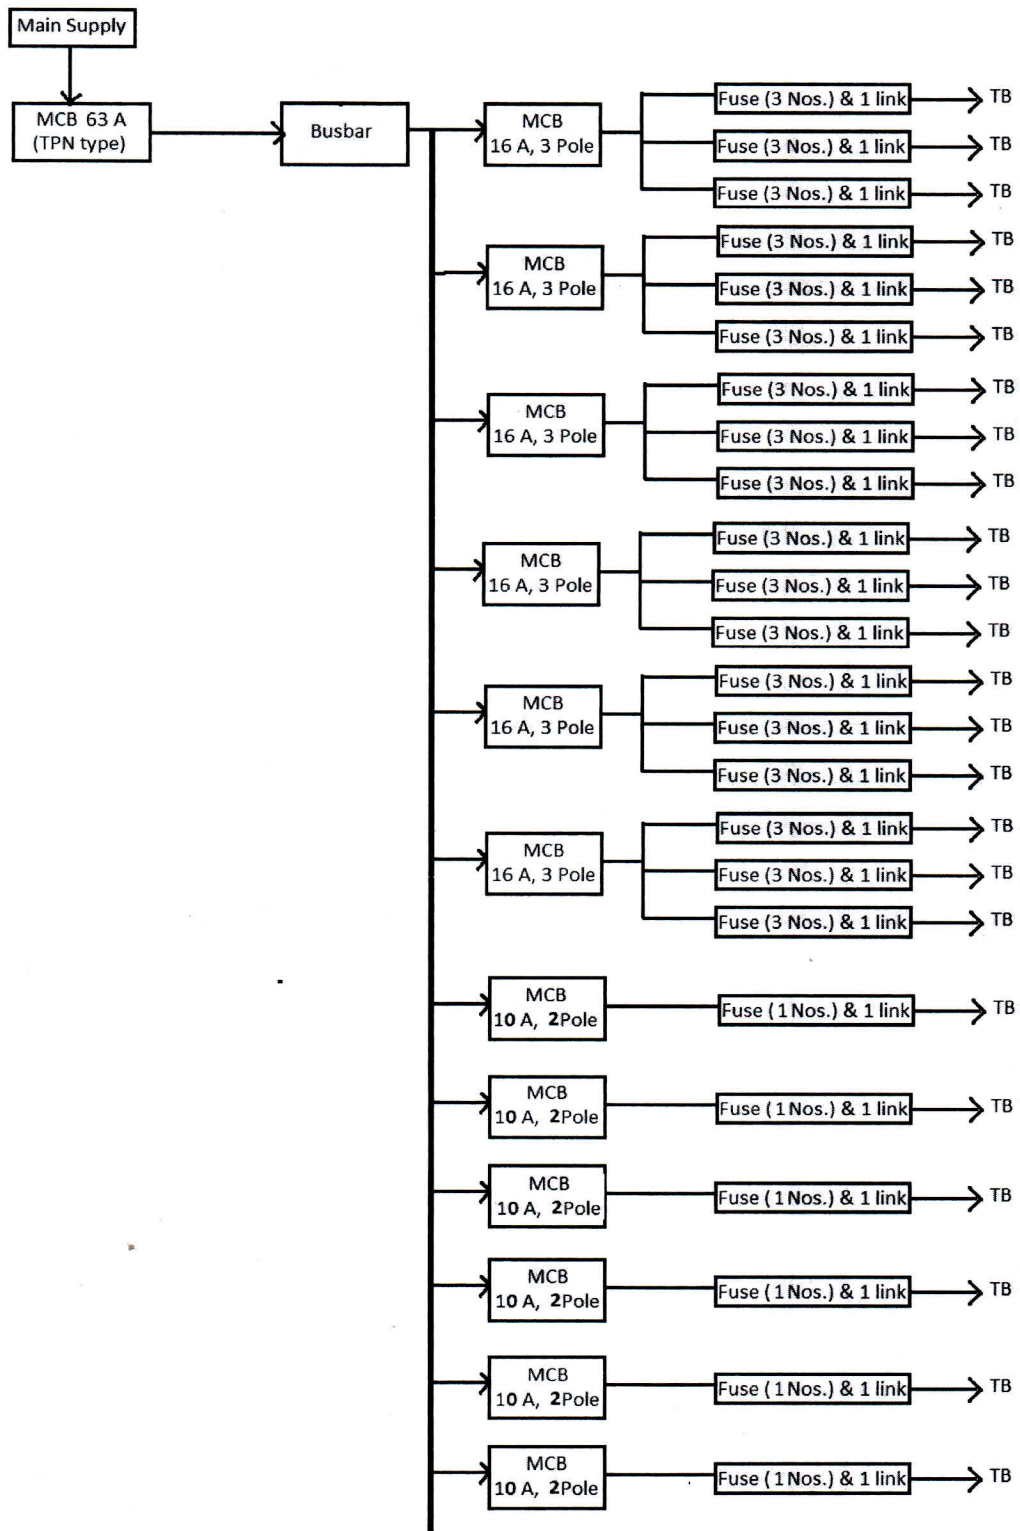 Main Supply
MCB 63 A
(TPN type)
Busbar
MCB
16 A, 3 Pole
Fuse (3 Nos.) & 1 link
TB
Fuse (3 Nos.) & 1 link
TB
Fuse (3 Nos.) & 1 link
TB
MCB
16 A, 3 Pole
Fuse (3 Nos.) & 1 link
TB
Fuse (3 Nos.) & 1 link
TB
Fuse (3 Nos.) & 1 link
TB
MCB
16 A, 3 Pole
Fuse (3 Nos.) & 1 link
TB
Fuse (3 Nos.) & 1 link
TB
Fuse (3 Nos.) & 1 link
TB
MCB
16 A, 3 Pole
Fuse (3 Nos.) & 1 link
TB
Fuse (3 Nos.) & 1 link
TB
Fuse (3 Nos.) & 1 link
TB
MCB
16 A, 3 Pole
Fuse (3 Nos.) & 1 link
TB
Fuse (3 Nos.) & 1 link
TB
Fuse (3 Nos.) & 1 link
TB
MCB
16 A, 3 Pole
Fuse (3 Nos.) & 1 link
TB
Fuse (3 Nos.) & 1 link
TB
Fuse (3 Nos.) & 1 link
TB
MCB
10 A, 2Pole
Fuse (1 Nos.) & 1 link
TB
MCB
10 A, 2Pole
Fuse (1 Nos.) & 1 link
TB
MCB
10 A, 2Pole
Fuse (1 Nos.) & 1 link
TB
MCB
10 A, 2Pole
Fuse (1 Nos.) & 1 link
TB
MCB
10 A, 2Pole
Fuse (1 Nos.) & 1 link
TB
MCB
10 A, 2Pole
Fuse (1 Nos.) & 1 link
TB